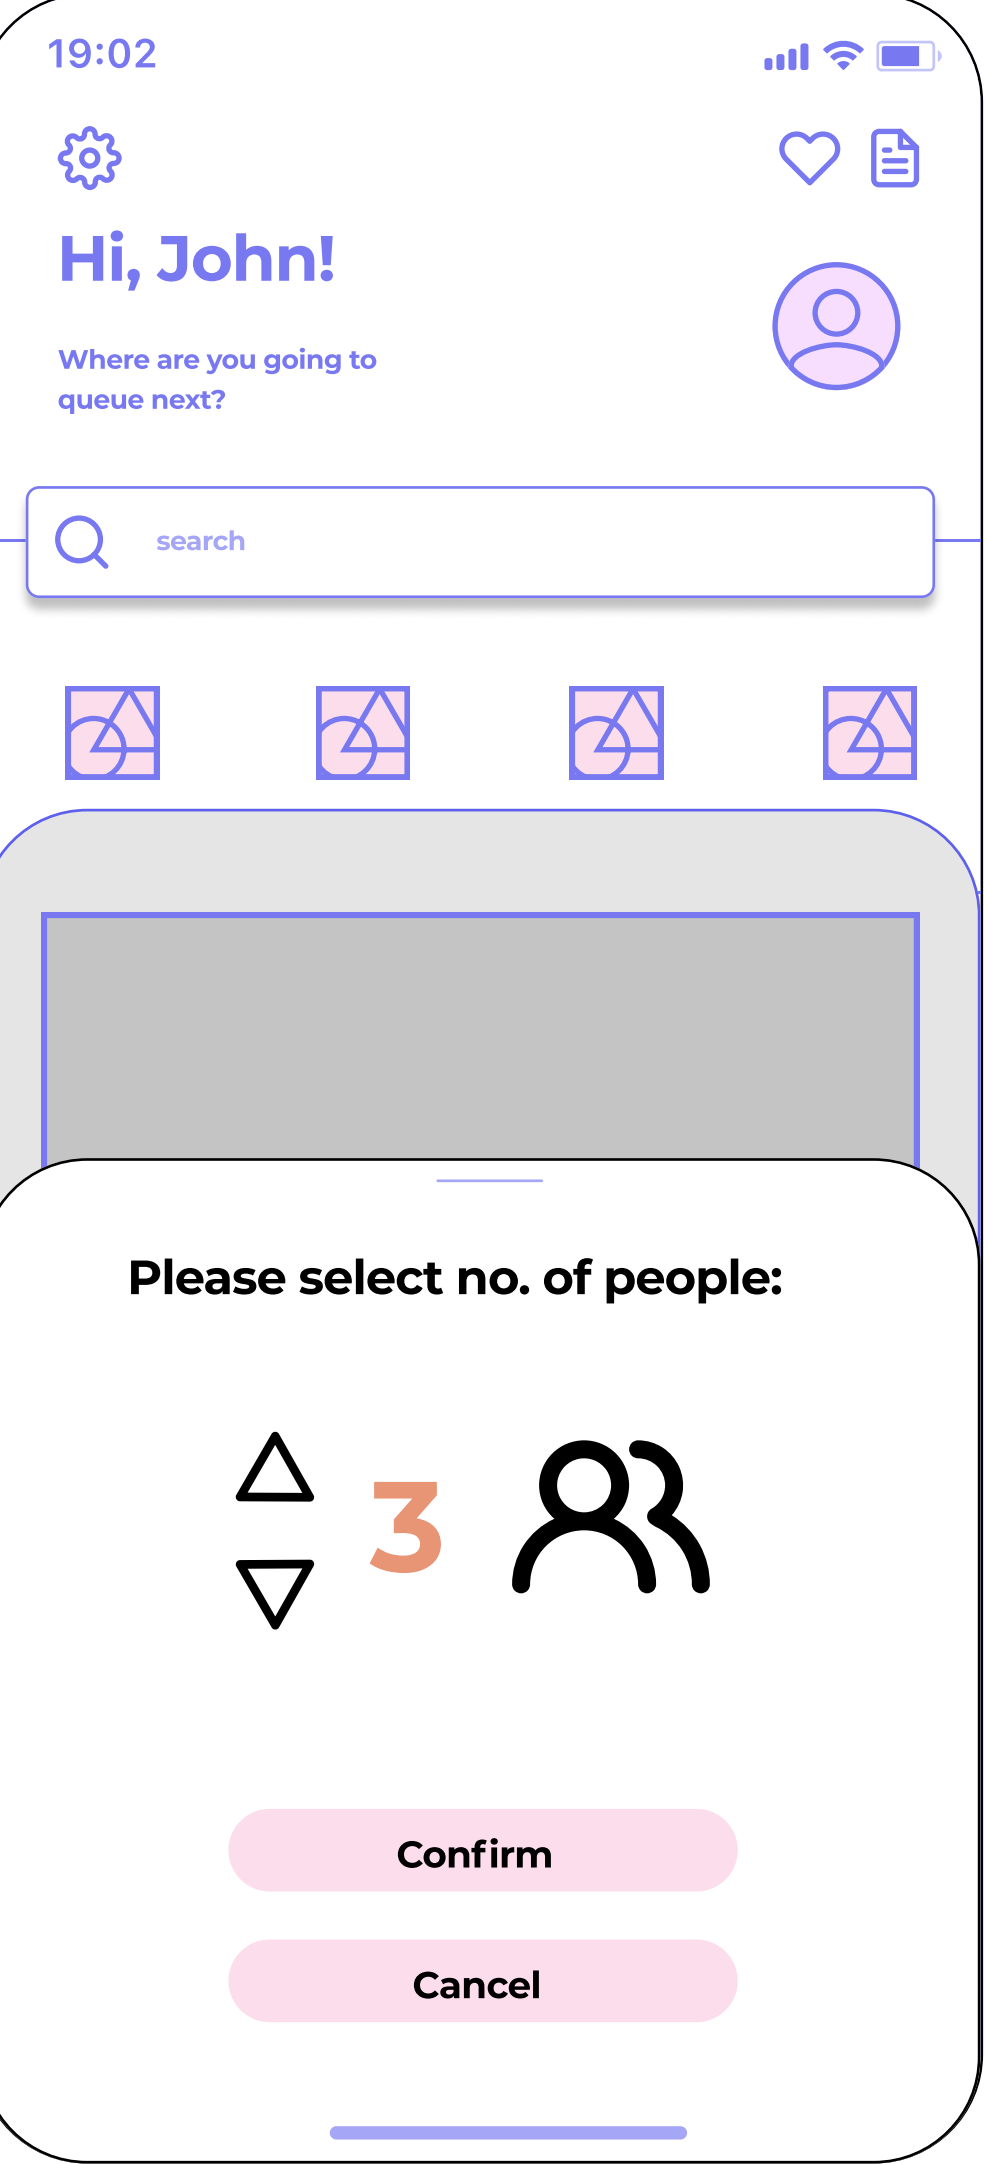 19:02
Hi, John!
Where are you going to
queue next?
search
Please select no. of people:
3
Confirm
Cancel